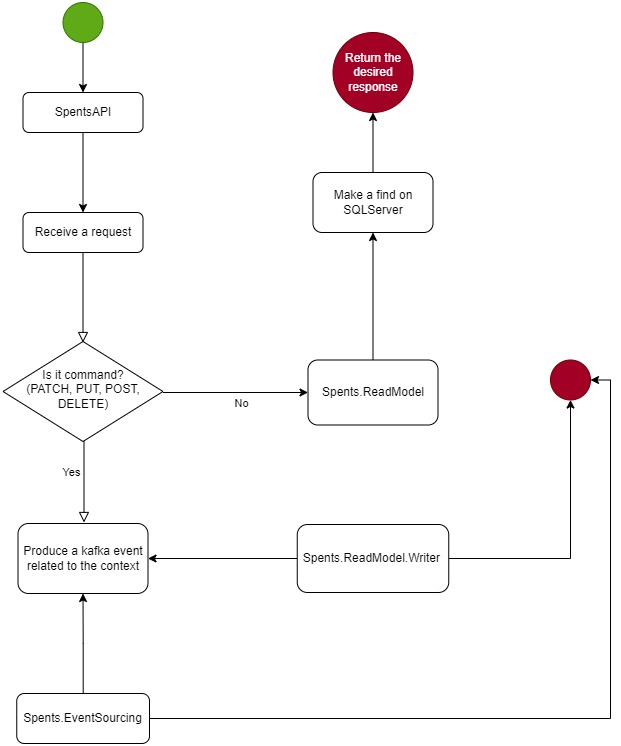 Return the
desired
response
SpentsAPI
Make a find on
SQLServer
Receive a request
Is it command?
(PATCH, PUT, POST,
DELETE)
No
Spents.ReadModel
Yes
Produce a kafka event
related to the context
Spents.ReadModel.Writer
Spents.EventSourcing